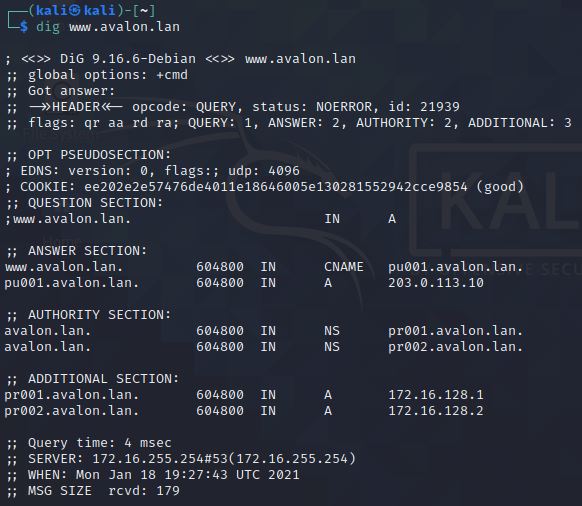 ┌──(kali㉿kali)-[~]
└─$ dig www.avalon.lan

; <<>> DiG 9.16.6-Debian <<>> www.avalon.lan
;; global options: +cmd
;; Got answer:
;; ->>HEADER<<- opcode: QUERY, status: NOERROR, id: 21939
;; flags: qr aa rd ra; QUERY: 1, ANSWER: 2, AUTHORITY: 2, ADDITIONAL: 3

;; OPT PSEUDOSECTION:
; EDNS: version: 0, flags:; udp: 4096
; COOKIE: ee202e2e57476de4011e18646005e130281552942cce9854 (good)
;; QUESTION SECTION:
;www.avalon.lan. IN A

;; ANSWER SECTION:
www.avalon.lan. 604800 IN CNAME pu001.avalon.lan.
pu001.avalon.lan. 604800 IN A 203.0.113.10

;; AUTHORITY SECTION:
avalon.lan. 604800 IN NS pr001.avalon.lan.
avalon.lan. 604800 IN NS pr002.avalon.lan.

;; ADDITIONAL SECTION:
pr001.avalon.lan. 604800 IN A 172.16.128.1
pr002.avalon.lan. 604800 IN A 172.16.128.2

;; Query time: 4 msec
;; SERVER: 172.16.255.254#53(172.16.255.254)
;; WHEN: Mon Jan 18 19:27:43 UTC 2021
;; MSG SIZE rcvd: 179